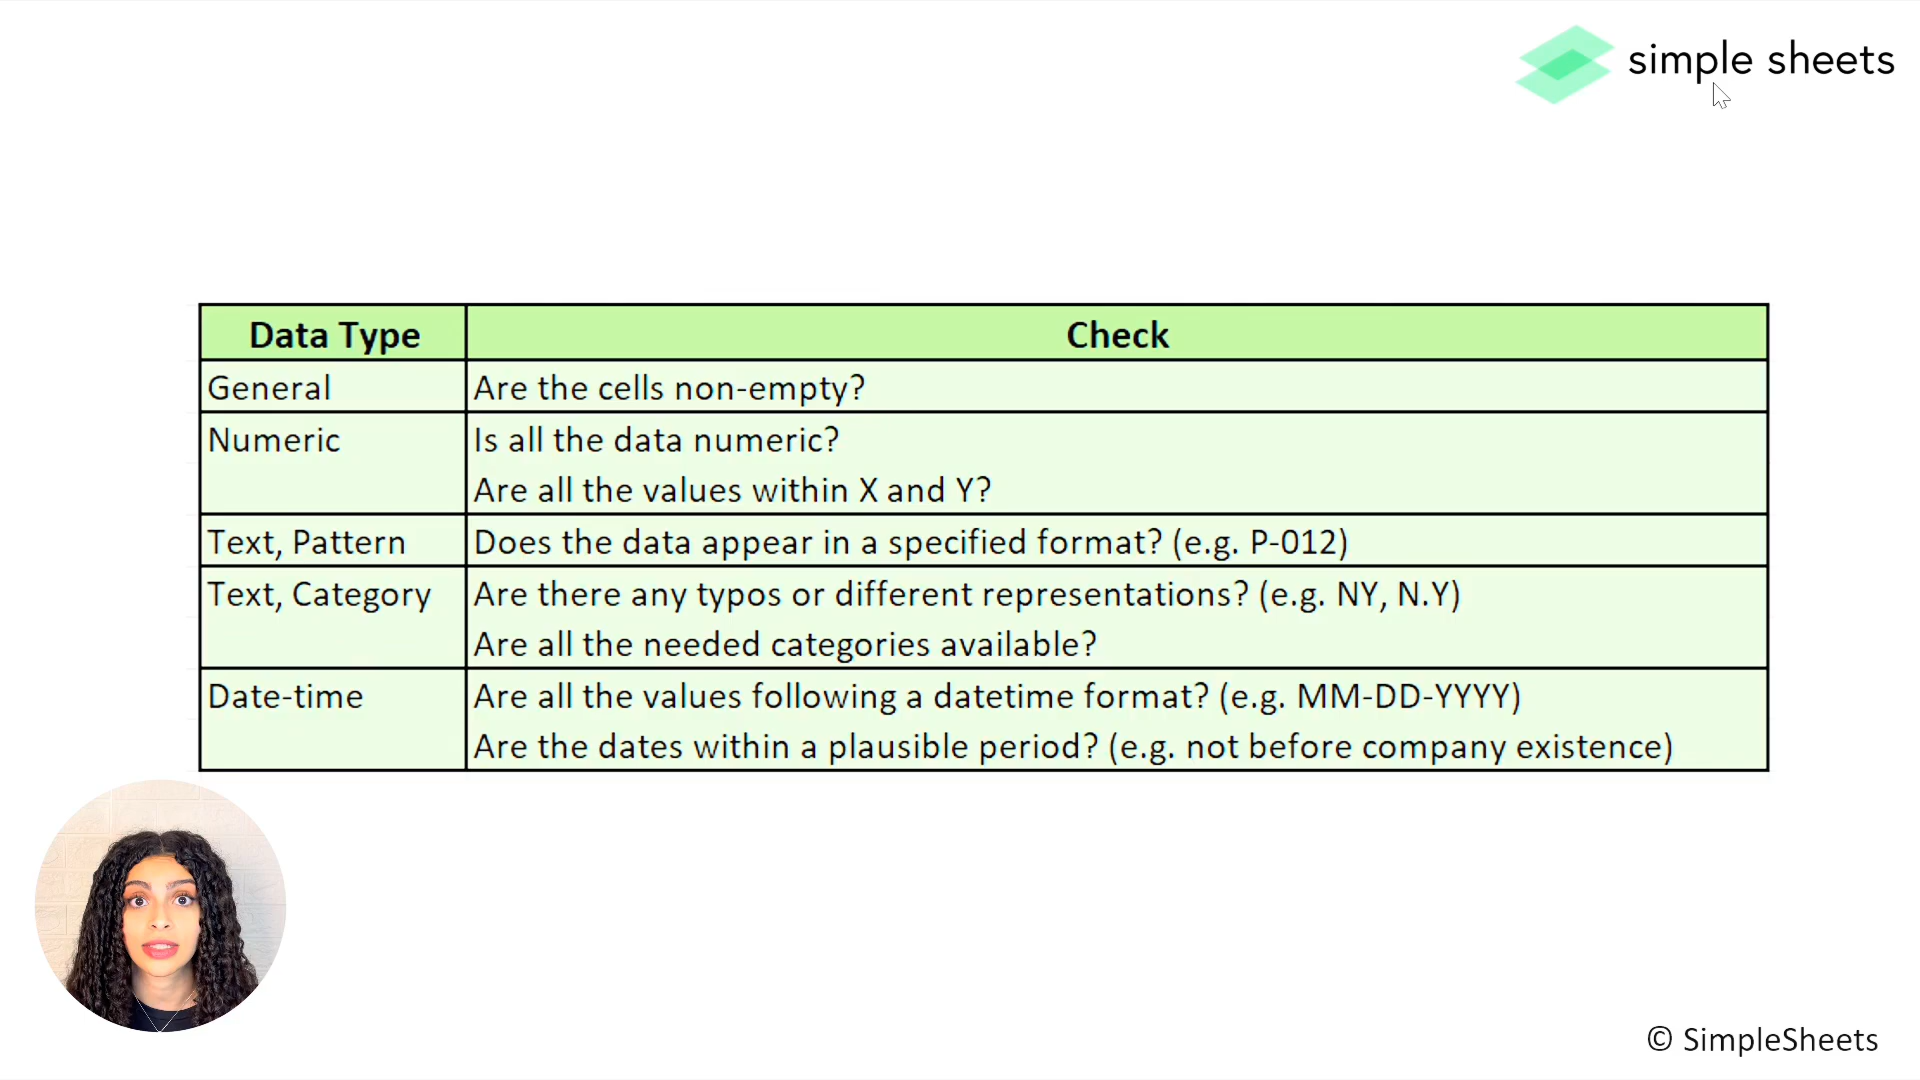 simple sheets
Data Type Check
General Are the cells non-empty?
Numeric Is all the data numeric?
Are all the values within X and Y?
Text, Pattern Does the data appear in a specified format? (e.g. P-012)
Text, Category Are there any typos or different representations? (e.g. NY, N.Y)
Are all the needed categories available?
Date-time Are all the values following a datetime format? (e.g. MM-DD-YYYY)
Are the dates within a plausible period? (e.g. not before company existence)
© SimpleSheets